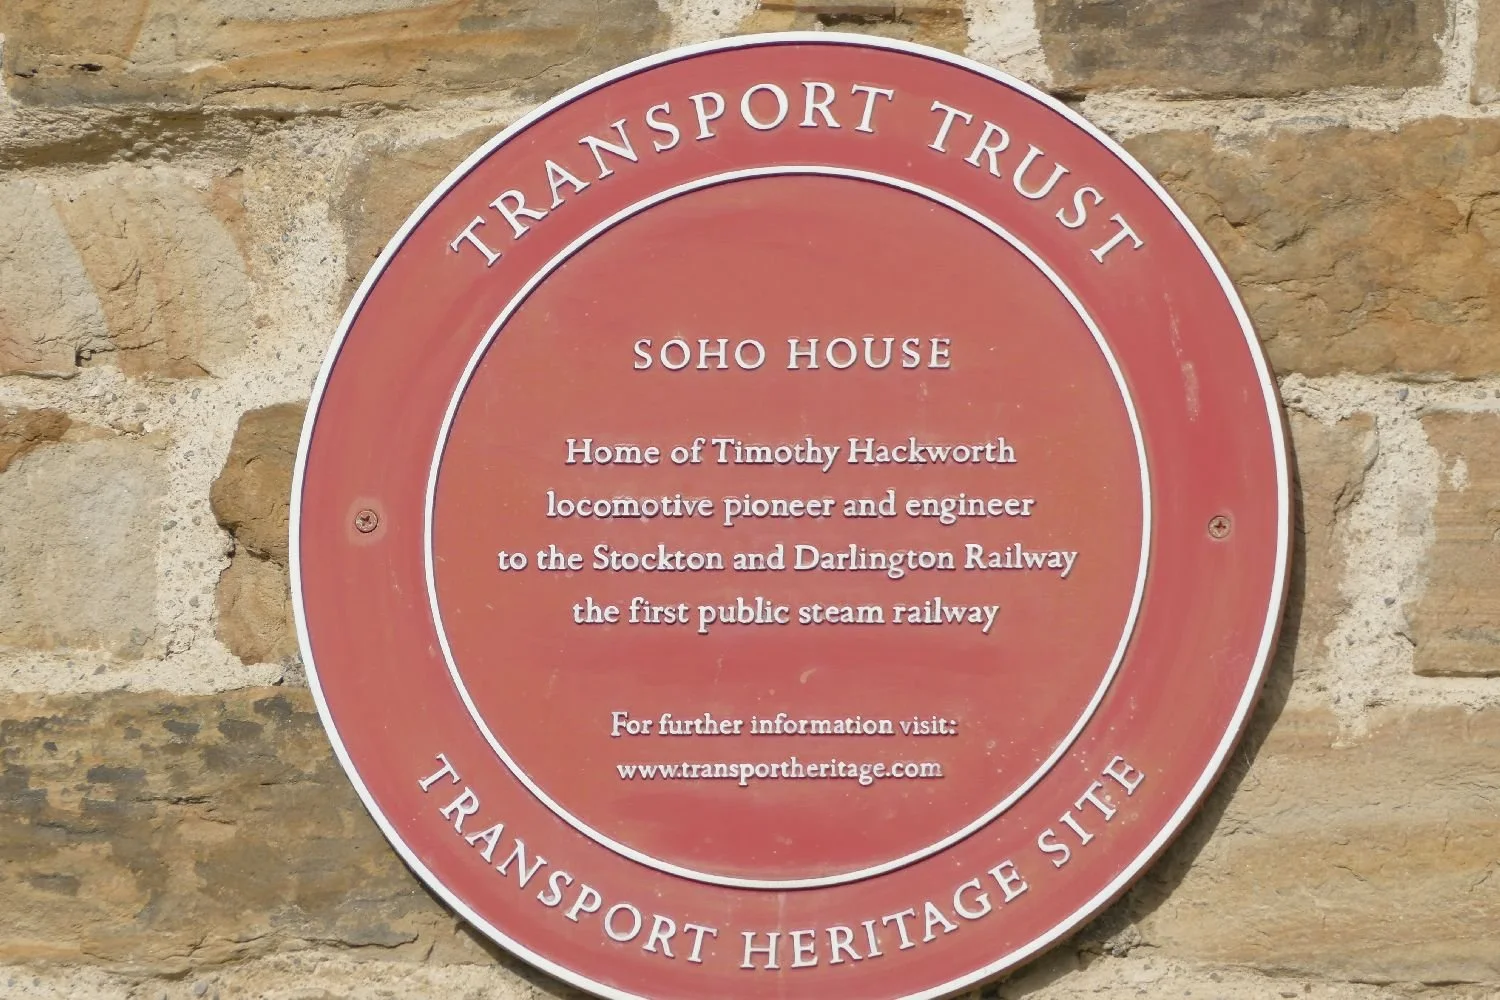 TRANSPORT TRUST
SOHO HOUSE
Home of Timothy Hackworth
locomotive pioneer and engineer
to the Stockton and Darlington Railway
the first public steam railway
For further information visit:
www.transportheritage.com
TRANSPORT HERITAGE SITE